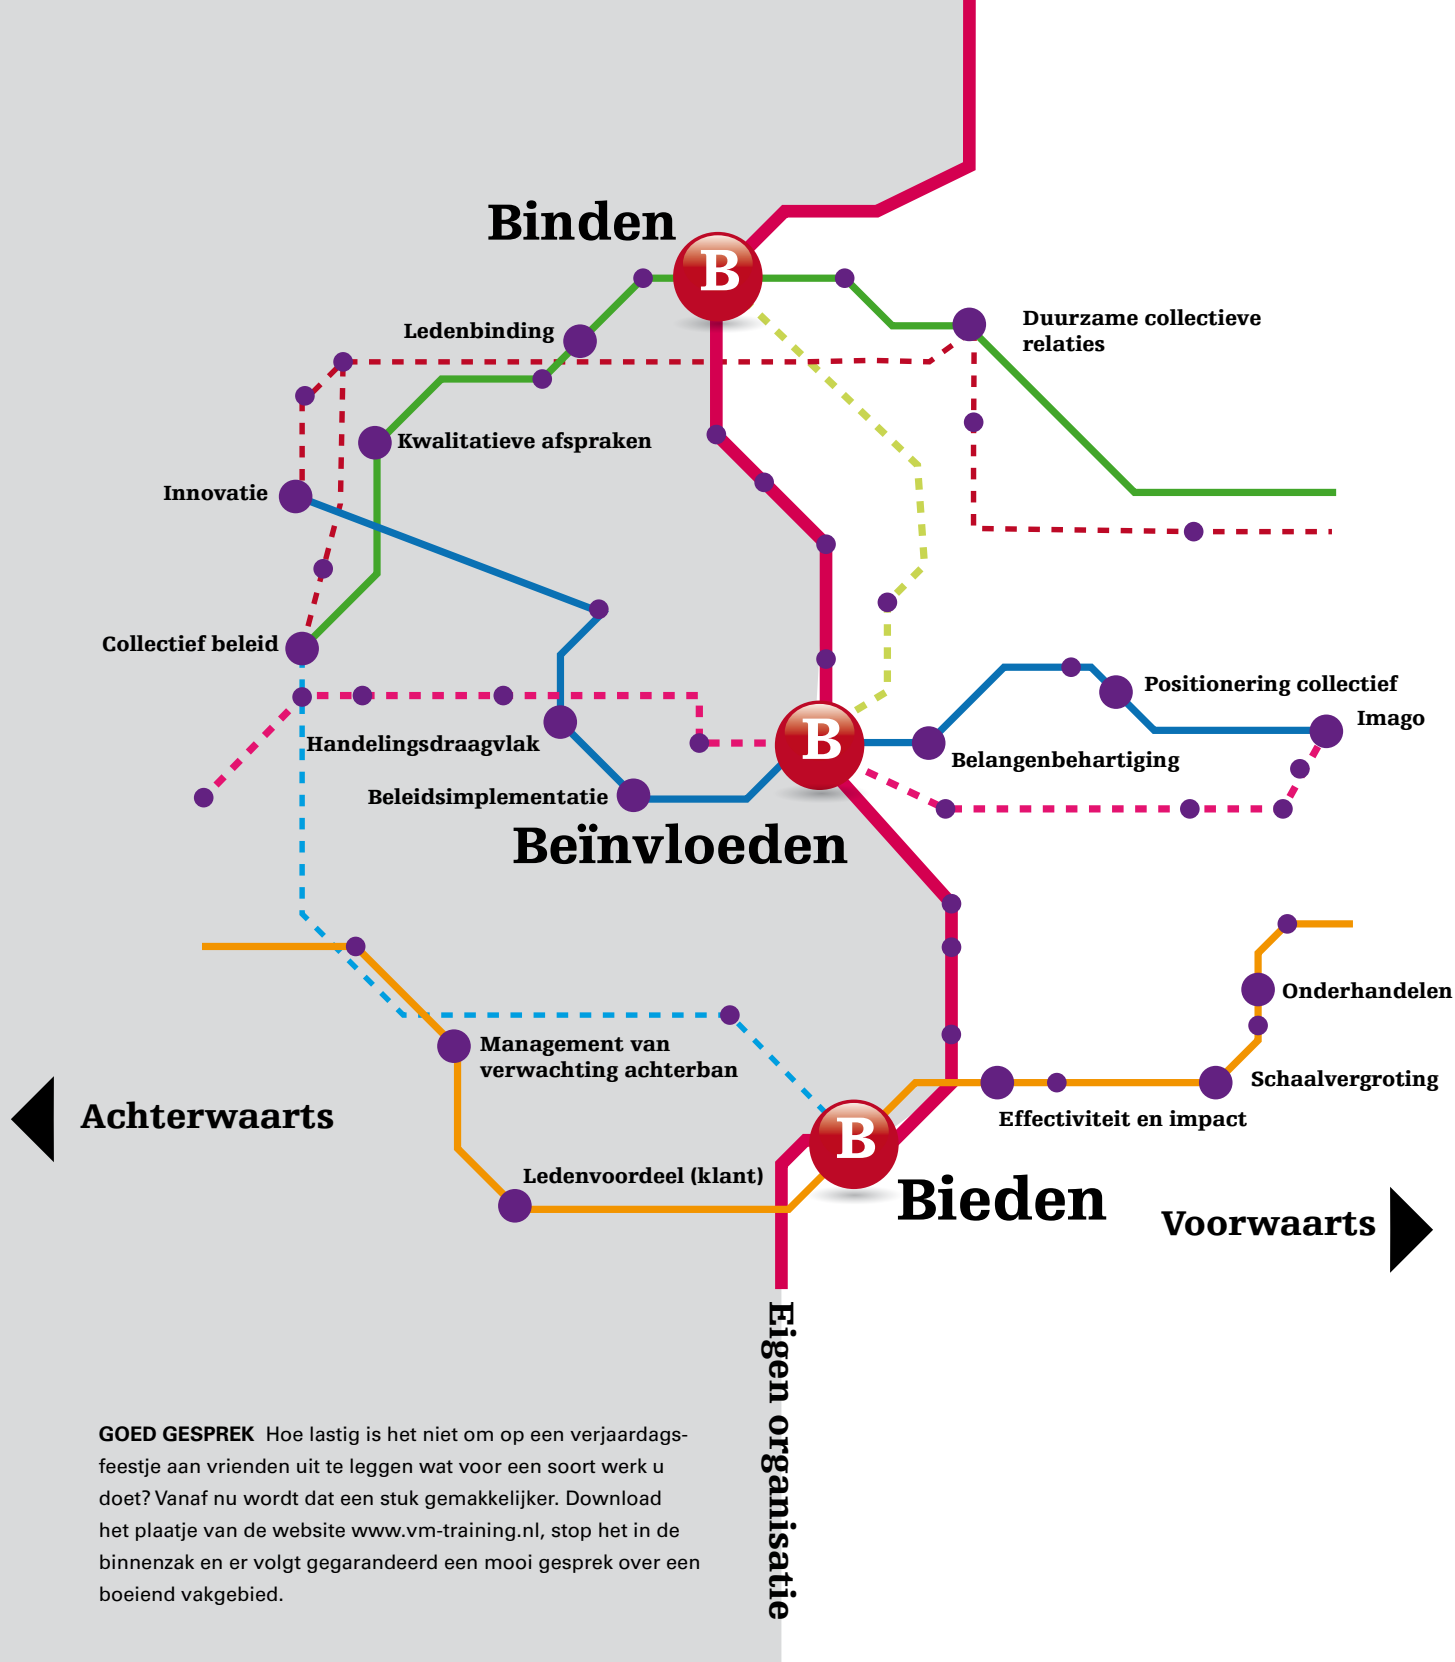 Binden
B
Ledenbinding
Duurzame collectieve
relaties
Kwalitatieve afspraken
Innovatie
Collectief beleid
Positionering collectief
Imago
Handelingsdraagvlak
B
Belangenbehartiging
Beleidsimplementatie
Beïnvloeden
Onderhandelen
Management van
verwachting achterban
Schaalvergroting
Achterwaarts
Effectiviteit en impact
B
Ledenvoordeel (klant)
Bieden
Voorwaarts
Eigen organisatie
GOED GESPREK Hoe lastig is het niet om op een verjaardags-
feestje aan vrienden uit te leggen wat voor een soort werk u
doet? Vanaf nu wordt dat een stuk gemakkelijker. Download
het plaatje van de website www.vm-training.nl, stop het in de
binnenzak en er volgt gegarandeerd een mooi gesprek over een
boeiend vakgebied.